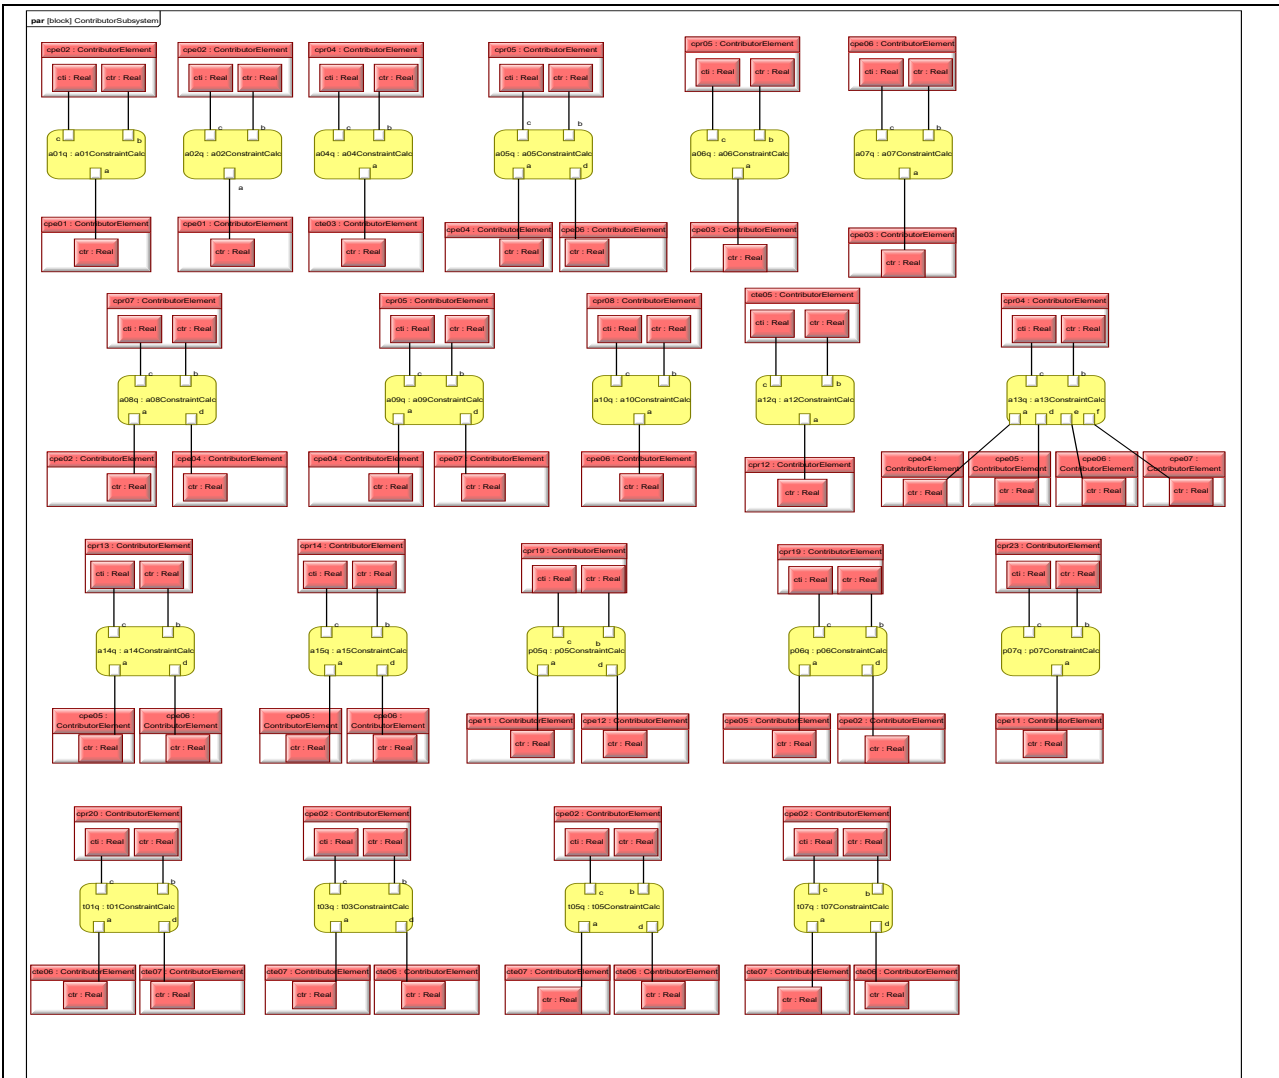 par [block] ContributorSubsystem
cpe02 : ContributorElement
cti : Real
ctr : Real
c
b
a01q : a01ConstraintCalc
a
cpe01 : ContributorElement
ctr : Real
cpe02 : ContributorElement
cti : Real
ctr : Real
c
b
a02q : a02ConstraintCalc
a
cpe01 : ContributorElement
ctr : Real
cpr04 : ContributorElement
cti : Real
ctr : Real
c
b
a04q : a04ConstraintCalc
a
cte03 : ContributorElement
ctr : Real
cpr05 : ContributorElement
cti : Real
ctr : Real
c
b
a05q : a05ConstraintCalc
a
d
cpe04 : ContributorElement
ctr : Real
cpe06 : ContributorElement
ctr : Real
cpr05 : ContributorElement
cti : Real
ctr : Real
c
b
a06q : a06ConstraintCalc
a
cpe03 : ContributorElement
ctr : Real
cpe06 : ContributorElement
cti : Real
ctr : Real
c
b
a07q : a07ConstraintCalc
a
cpe03 : ContributorElement
ctr : Real
cpr07 : ContributorElement
cti : Real
ctr : Real
c
b
a08q : a08ConstraintCalc
a
d
cpe02 : ContributorElement
ctr : Real
cpe04 : ContributorElement
ctr : Real
cpr05 : ContributorElement
cti : Real
ctr : Real
c
b
a09q : a09ConstraintCalc
a
d
cpe04 : ContributorElement
ctr : Real
cpe07 : ContributorElement
ctr : Real
cpr08 : ContributorElement
cti : Real
ctr : Real
c
b
a10q : a10ConstraintCalc
a
cpe06 : ContributorElement
ctr : Real
cte05 : ContributorElement
cti : Real
ctr : Real
c
b
a12q : a12ConstraintCalc
a
cpr12 : ContributorElement
ctr : Real
cpr04 : ContributorElement
cti : Real
ctr : Real
c
b
a13q : a13ConstraintCalc
a
d
e
f
cpe04 :
ContributorElement
ctr : Real
cpe05 :
ContributorElement
ctr : Real
cpe06 :
ContributorElement
ctr : Real
cpe07 :
ContributorElement
ctr : Real
cpr13 : ContributorElement
cti : Real
ctr : Real
c
b
a14q : a14ConstraintCalc
a
d
cpe05 :
ContributorElement
ctr : Real
cpe06 :
ContributorElement
ctr : Real
cpr14 : ContributorElement
cti : Real
ctr : Real
c
b
a15q : a15ConstraintCalc
a
d
cpe05 :
ContributorElement
ctr : Real
cpe06 :
ContributorElement
ctr : Real
cpr19 : ContributorElement
cti : Real
ctr : Real
c
b
p05q : p05ConstraintCalc
a
d
cpe11 : ContributorElement
ctr : Real
cpe12 : ContributorElement
ctr : Real
cpr19 : ContributorElement
cti : Real
ctr : Real
c
b
p06q : p06ConstraintCalc
a
d
cpe05 : ContributorElement
ctr : Real
cpe02 : ContributorElement
ctr : Real
cpr23 : ContributorElement
cti : Real
ctr : Real
c
b
p07q : p07ConstraintCalc
a
cpe11 : ContributorElement
ctr : Real
cpr20 : ContributorElement
cti : Real
ctr : Real
c
b
t01q : t01ConstraintCalc
a
d
cte06 : ContributorElement
ctr : Real
cte07 : ContributorElement
ctr : Real
cpe02 : ContributorElement
cti : Real
ctr : Real
c
b
t03q : t03ConstraintCalc
a
d
cte07 : ContributorElement
ctr : Real
cte06 : ContributorElement
ctr : Real
cpe02 : ContributorElement
cti : Real
ctr : Real
c
b
t05q : t05ConstraintCalc
a
d
cte07 : ContributorElement
ctr : Real
cte06 : ContributorElement
ctr : Real
cpe02 : ContributorElement
cti : Real
ctr : Real
c
b
t07q : t07ConstraintCalc
a
d
cte07 : ContributorElement
ctr : Real
cte06 : ContributorElement
ctr : Real